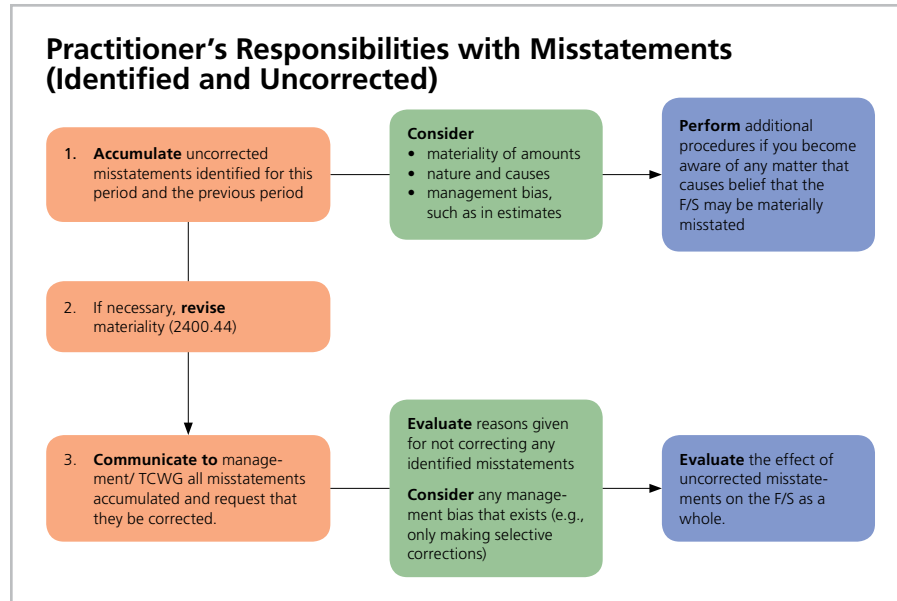 Practitioner’s Responsibilities with Misstatements
(Identified and Uncorrected)
1. Accumulate uncorrected
misstatements identified for this
period and the previous period
Consider
• materiality of amounts
• nature and causes
• management bias,
such as in estimates
Perform additional
procedures if you become
aware of any matter that
causes belief that the
F/S may be materially
misstated
2. If necessary, revise
materiality (2400.44)
3. Communicate to manage-
ment/ TCWG all misstatements
accumulated and request that
they be corrected.
Evaluate reasons given
for not correcting any
identified misstatements
Consider any manage-
ment bias that exists (e.g.,
only making selective
corrections)
Evaluate the effect of
uncorrected misstate-
ments on the F/S as a
whole.